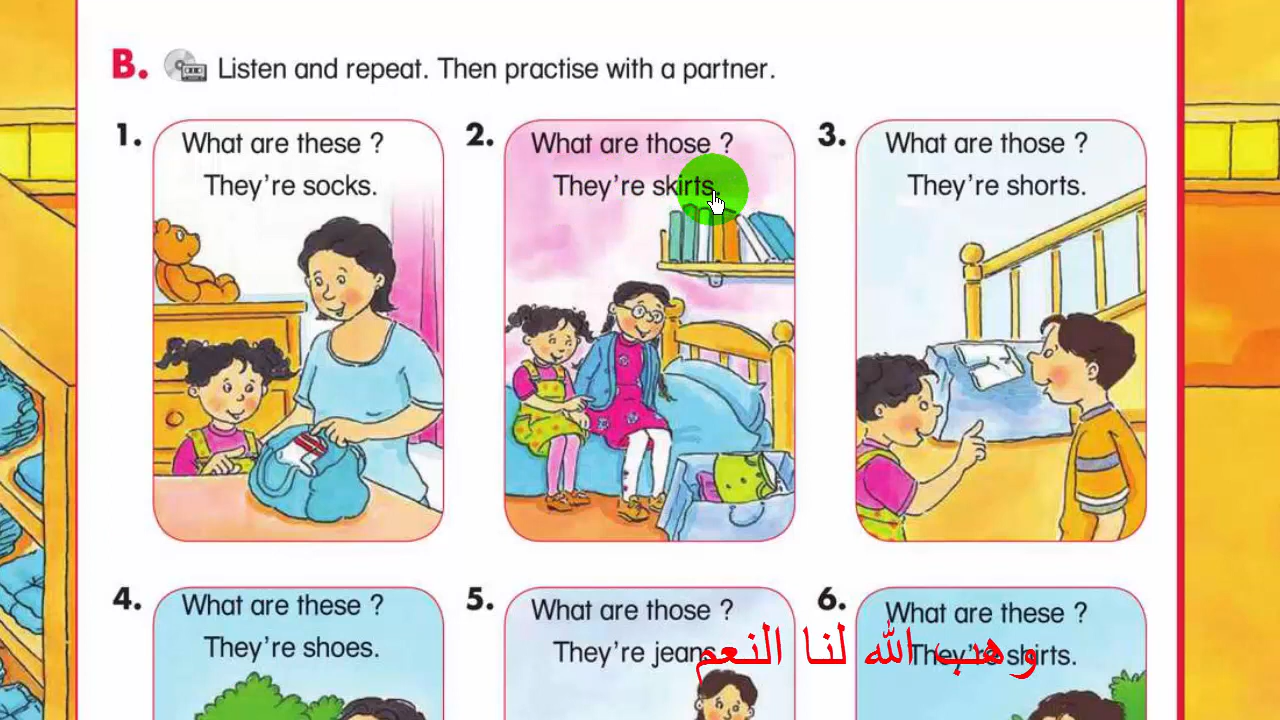 B. Listen and repeat. Then practise with a partner.
1. What are these ?
They're socks.
2. What are those ?
They're skirts.
3. What are those ?
They're shorts.
4. What are these ?
They're shoes.
5. What are those ?
They're jeans
6. What are these ?
They're shirts.
وهب الله لنا النعم